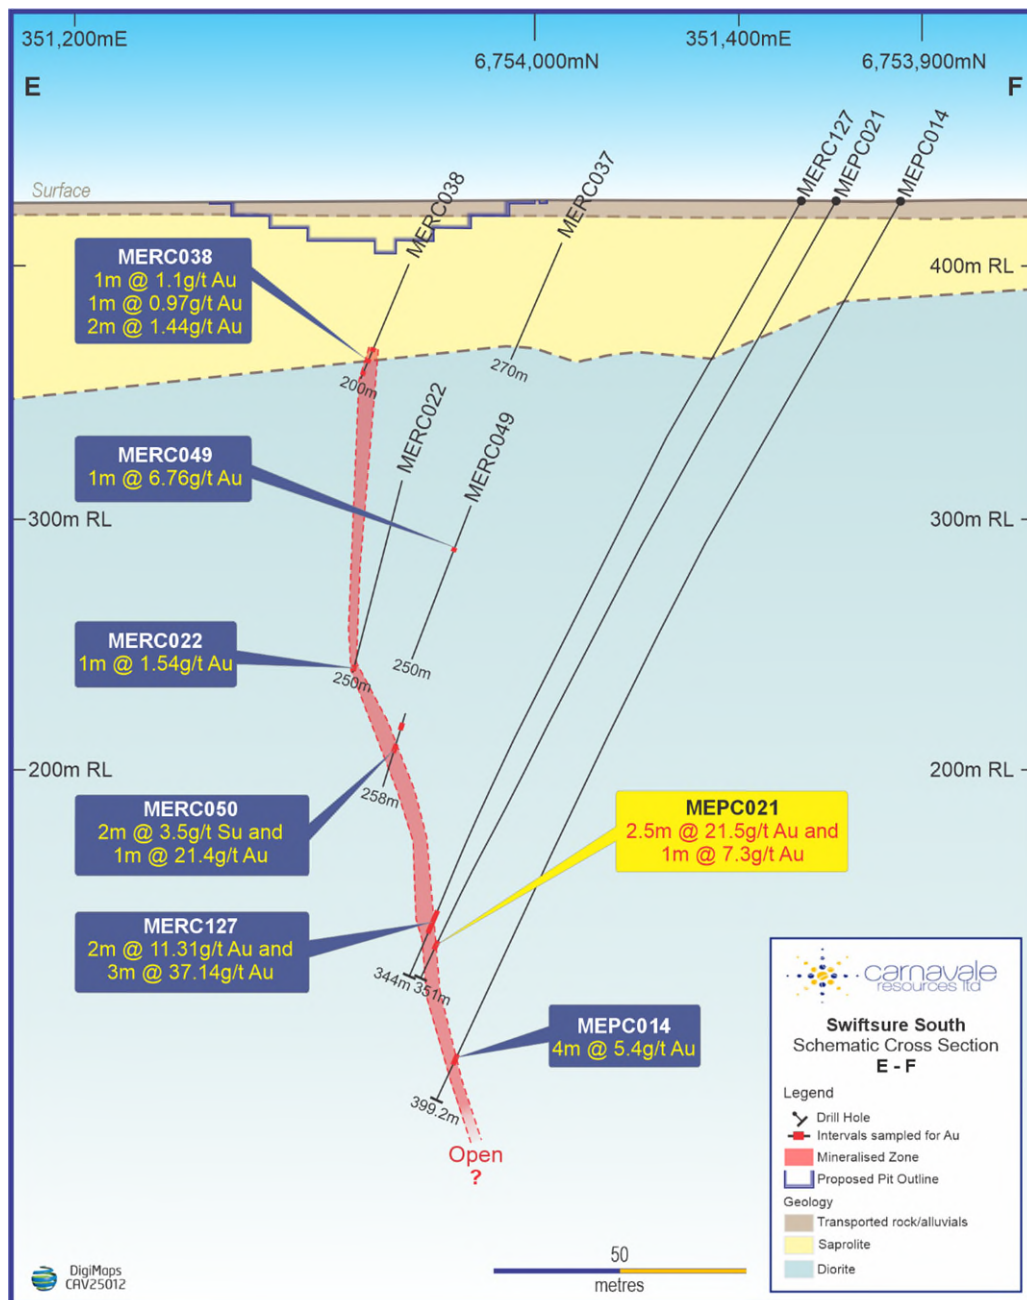 351,200mE
6,754,000mN
351,400mE
6,753,900mN
E
F
MERC127
MEPC021
MEPC014
Surface
MERC038
MERC037
MERC038
1m @ 1.1g/t Au
1m @ 0.97g/t Au
2m @ 1.44g/t Au
400m RL
200m
270m
MERC022
MERC049
MERC049
1m @ 6.76g/t Au
300m RL
300m RL
MERC022
1m @ 1.54g/t Au
250m
250m
200m RL
200m RL
258m
MERC050
2m @ 3.5g/t Su and
1m @ 21.4g/t Au
MEPC021
2.5m @ 21.5g/t Au and
1m @ 7.3g/t Au
MERC127
2m @ 11.31g/t Au and
3m @ 37.14g/t Au
344m
351m
MEPC014
4m @ 5.4g/t Au
399.2m
Open
?
carnavale
resources ltd
Swiftsure South
Schematic Cross Section
E - F
Legend
Drill Hole
Intervals sampled for Au
Mineralised Zone
Proposed Pit Outline
Geology
Transported rock/alluvials
Saprolite
Diorite
DigiMaps
CAV25012
50
metres